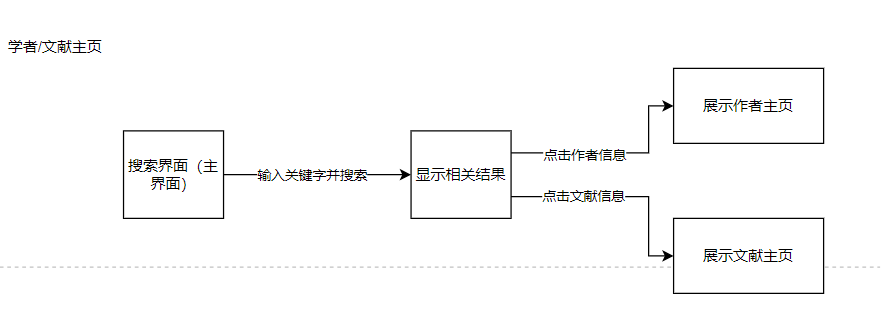 学者/文献主页
展示作者主页
点击作者信息
搜索界面（主
界面）
输入关键字并搜索
显示相关结果
点击文献信息
展示文献主页